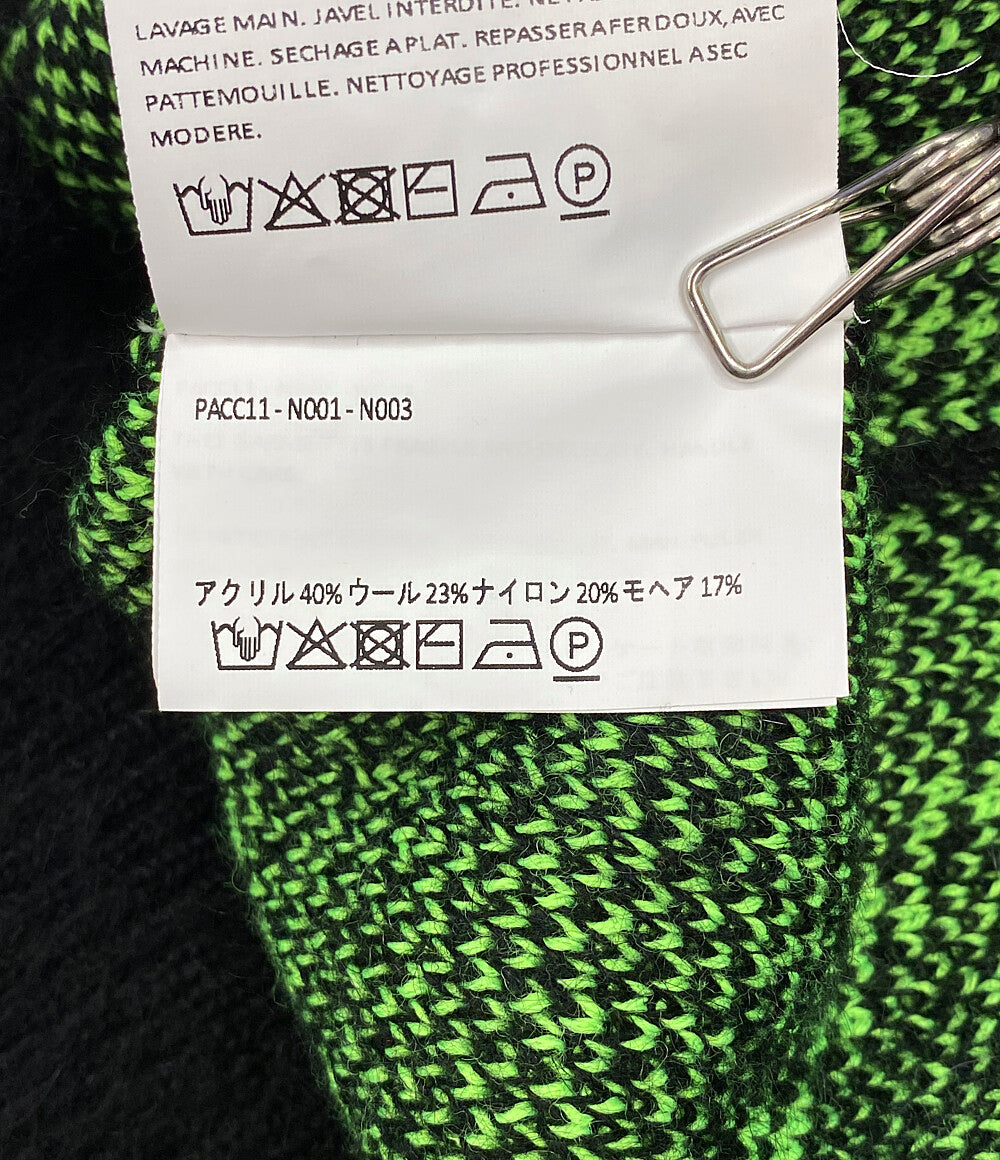 LAVAGE MAIN. JAVEL INTERDITE.
MACHINE. SECHAGE A PLAT. REPASSER A FER DOUX, AVEC
PATTEMOUILLE. NETTOYAGE PROFESSIONNEL A SEC
MODERE.
P
PACC11 - N001 - N003
アクリル 40% ウール 23% ナイロン 20% モヘア 17%
P